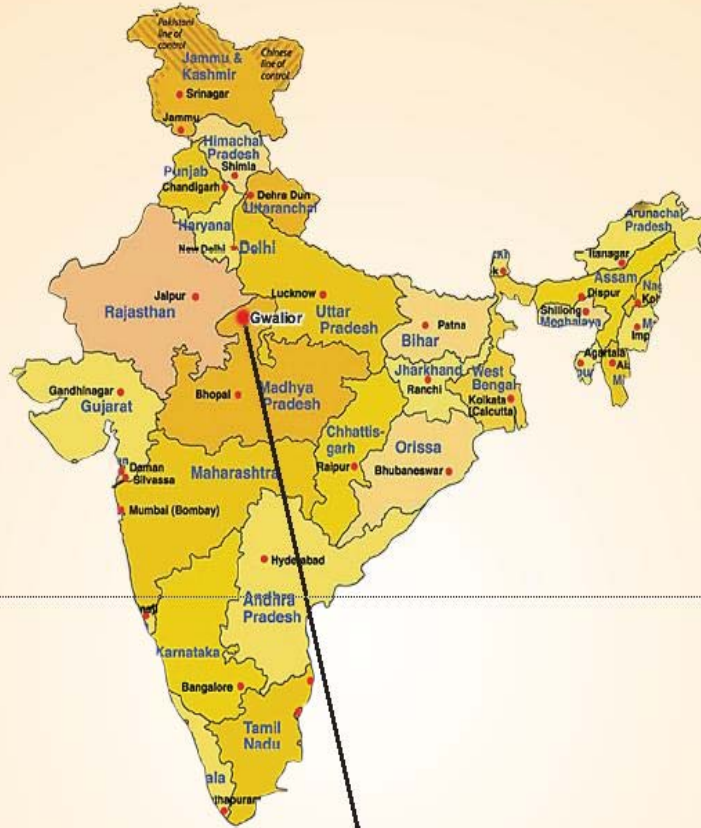 Pakistani
line of
control
Chinese
line of
control
Jammu &
Kashmir
Srinagar
Jammu
Himachal
Pradesh
Shimla
Punjab
Chandigarh
Dehra Dun
Uttaranchal
Haryana
New Delhi
Delhi
Arunachal
Pradesh
Itanagar
Assam
Dispur
Shillong
Meghalaya
Agartala
Jaipur
Rajasthan
Lucknow
Uttar
Pradesh
Gwalior
Patna
Bihar
Jharkhand
Ranchi
West
Bengal
Kolkata
(Calcutta)
Gandhinagar
Gujarat
Bhopal
Madhya
Pradesh
Chhattis-
garh
Raipur
Orissa
Bhubaneswar
Daman
Silvassa
Maharashtra
Mumbai (Bombay)
Hyderabad
Andhra
Andhra
Pradesh
Karnataka
Bangalore
Tamil
Nadu
ala